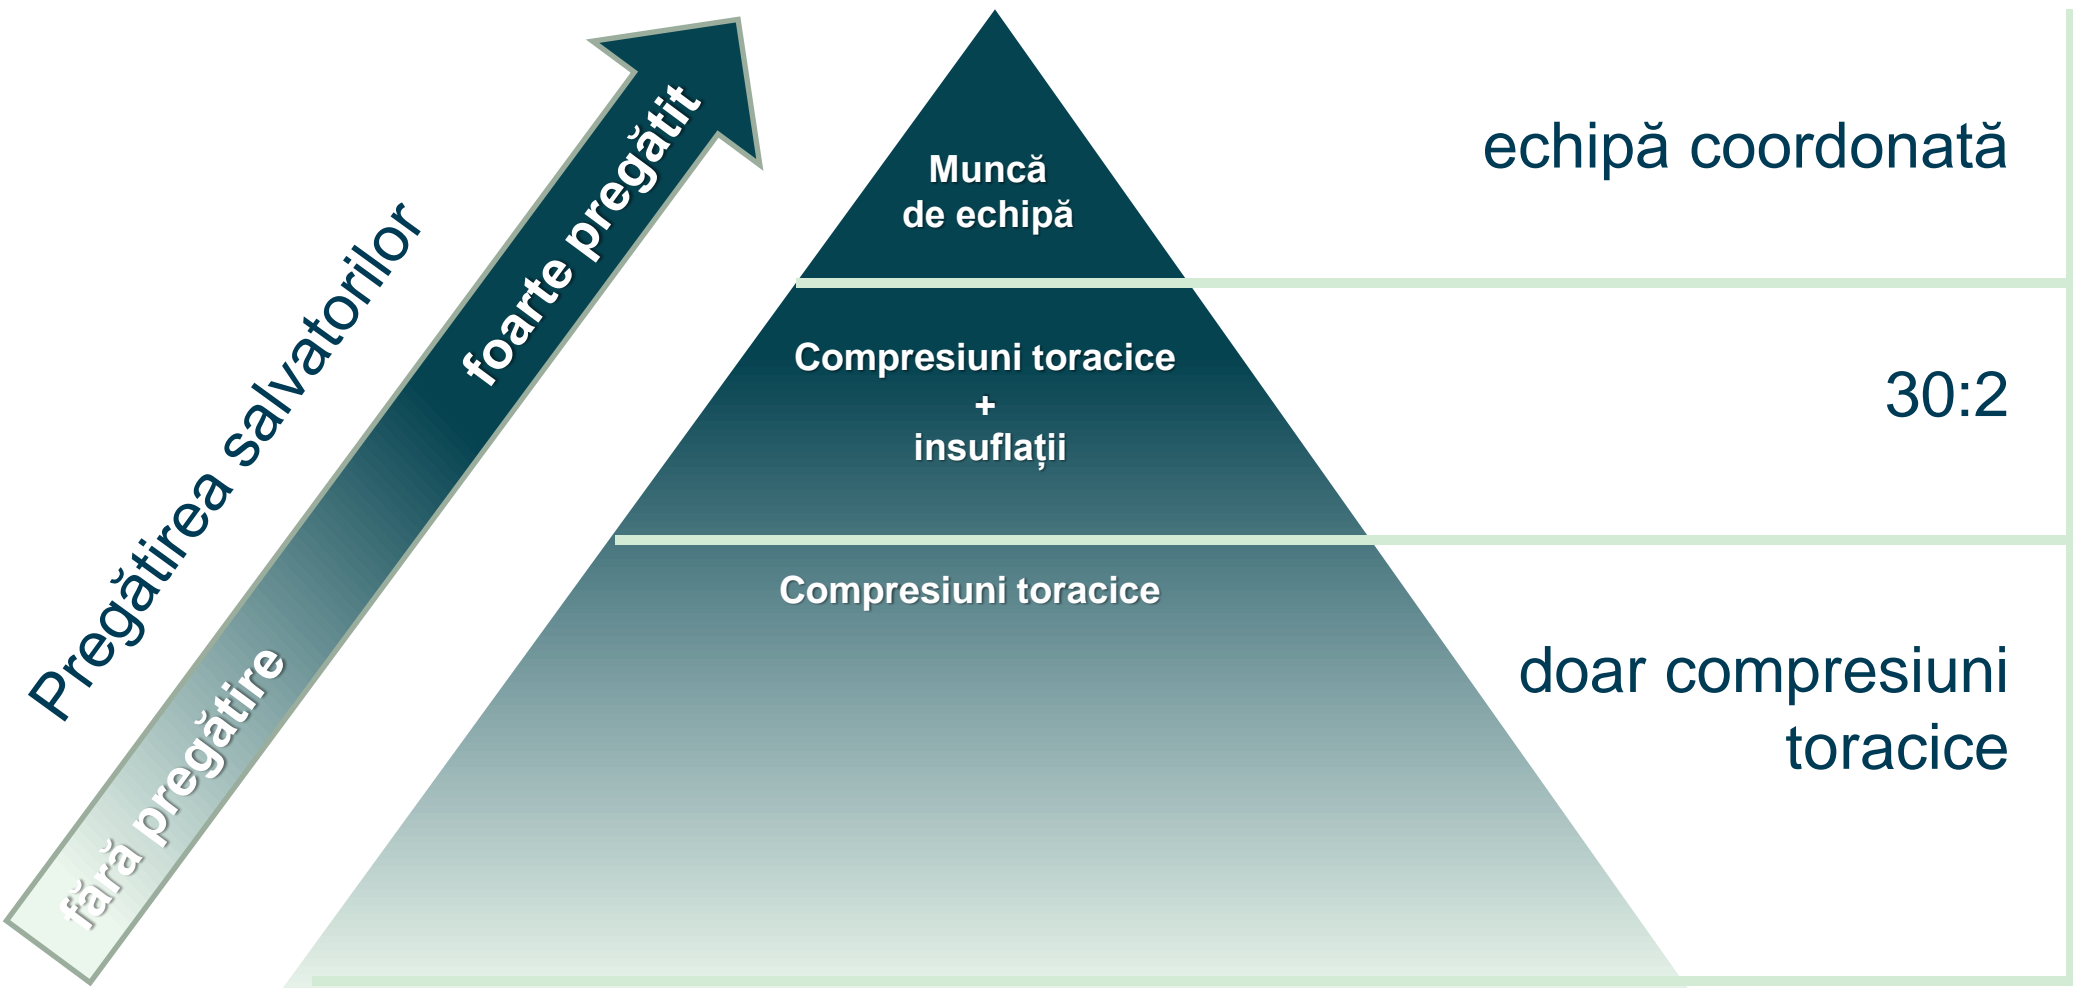 Pregătirea salvatorilor
foarte pregătit
fără pregătire
Muncă
de echipă
echipă coordonată
Compresiuni toracice
+
insuflații
30:2
Compresiuni toracice
doar compresiuni
toracice